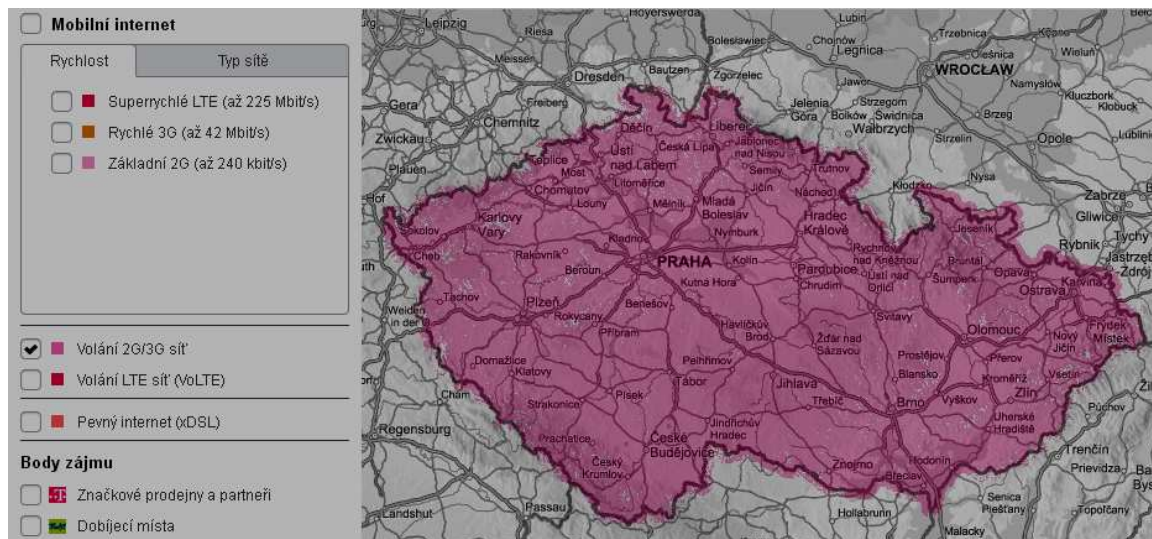 Mobilní internet
Rychlost
Typ sítě
Superrychlé LTE (až 225 Mbit/s)
Rychlé 3G (až 42 Mbit/s)
Základní 2G (až 240 kbit/s)
Volání 2G/3G síť
Volání LTE síť (VoLTE)
Pevný internet (xDSL)
Body zájmu
Značkové prodejny a partneři
Dobíjecí místa
Leipzig
Hoyerswerda
Lubin
Trzebnica
Riesa
Bolesławiec
Chojnów
Legnica
Oleśnica
Wieluń
Meissen
Bautzen
Zgorzelec
WROCŁAW
Namysłów
Dresden
Jawor
Kluczbork
Gera
Freiberg
Jelenia
Góra
Strzegom
Świdnica
Brzeg
Chemnitz
Bolków
Wałbrzych
Strzelin
Opole
Zwickau
Děčín
Liberec
Plauen
Teplice
Ústí
nad Labem
Česká Lípa
Jablonec
nad Nisou
Most
Semily
Trutnov
Kłodzko
Nysa
Hof
Chomutov
Litoměřice
Jičín
Náchod
Zabrze
Louny
Mělník
Mladá
Boleslav
Hradec
Králové
Gliwice
Karlovy
Vary
Sokolov
Nymburk
Jeseník
Rybnik
Tychy
Cheb
Kladno
Rakovník
PRAHA
Kolín
Rychnov
nad Kněžnou
Bruntál
Jastrzęb
-Zdrój
Beroun
Pardubice
Ústí nad
Orlicí
Šumperk
Opava
Karviná
Tachov
Kutna Hora
Chrudim
Ostrava
Weiden
in der
Plzeň
Benešov
Rokycany
Svitavy
Příbram
Havlíčkův
Brod
Olomouc
Nový
Jičín
Frýdek
Místek
Žďár nad
Sázavou
Domažlice
Klatovy
Pelhřimov
Prostějov
Přerov
Tábor
Blansko
Kroměříž
Vsetín
Cham
Jihlava
Strakonice
Písek
Třebíč
Brno
Vyškov
Zlín
Púchov
Regensburg
Jindřichův
Hradec
Uherské
Hradiště
Prachatice
České
Budějovice
Trenčín
Český
Krumlov
Znojmo
Hodonín
Břeclav
Prievidza
Passau
Senica
Piešťany
Landshut
Hollabrunn
Topoľčany
Malacky